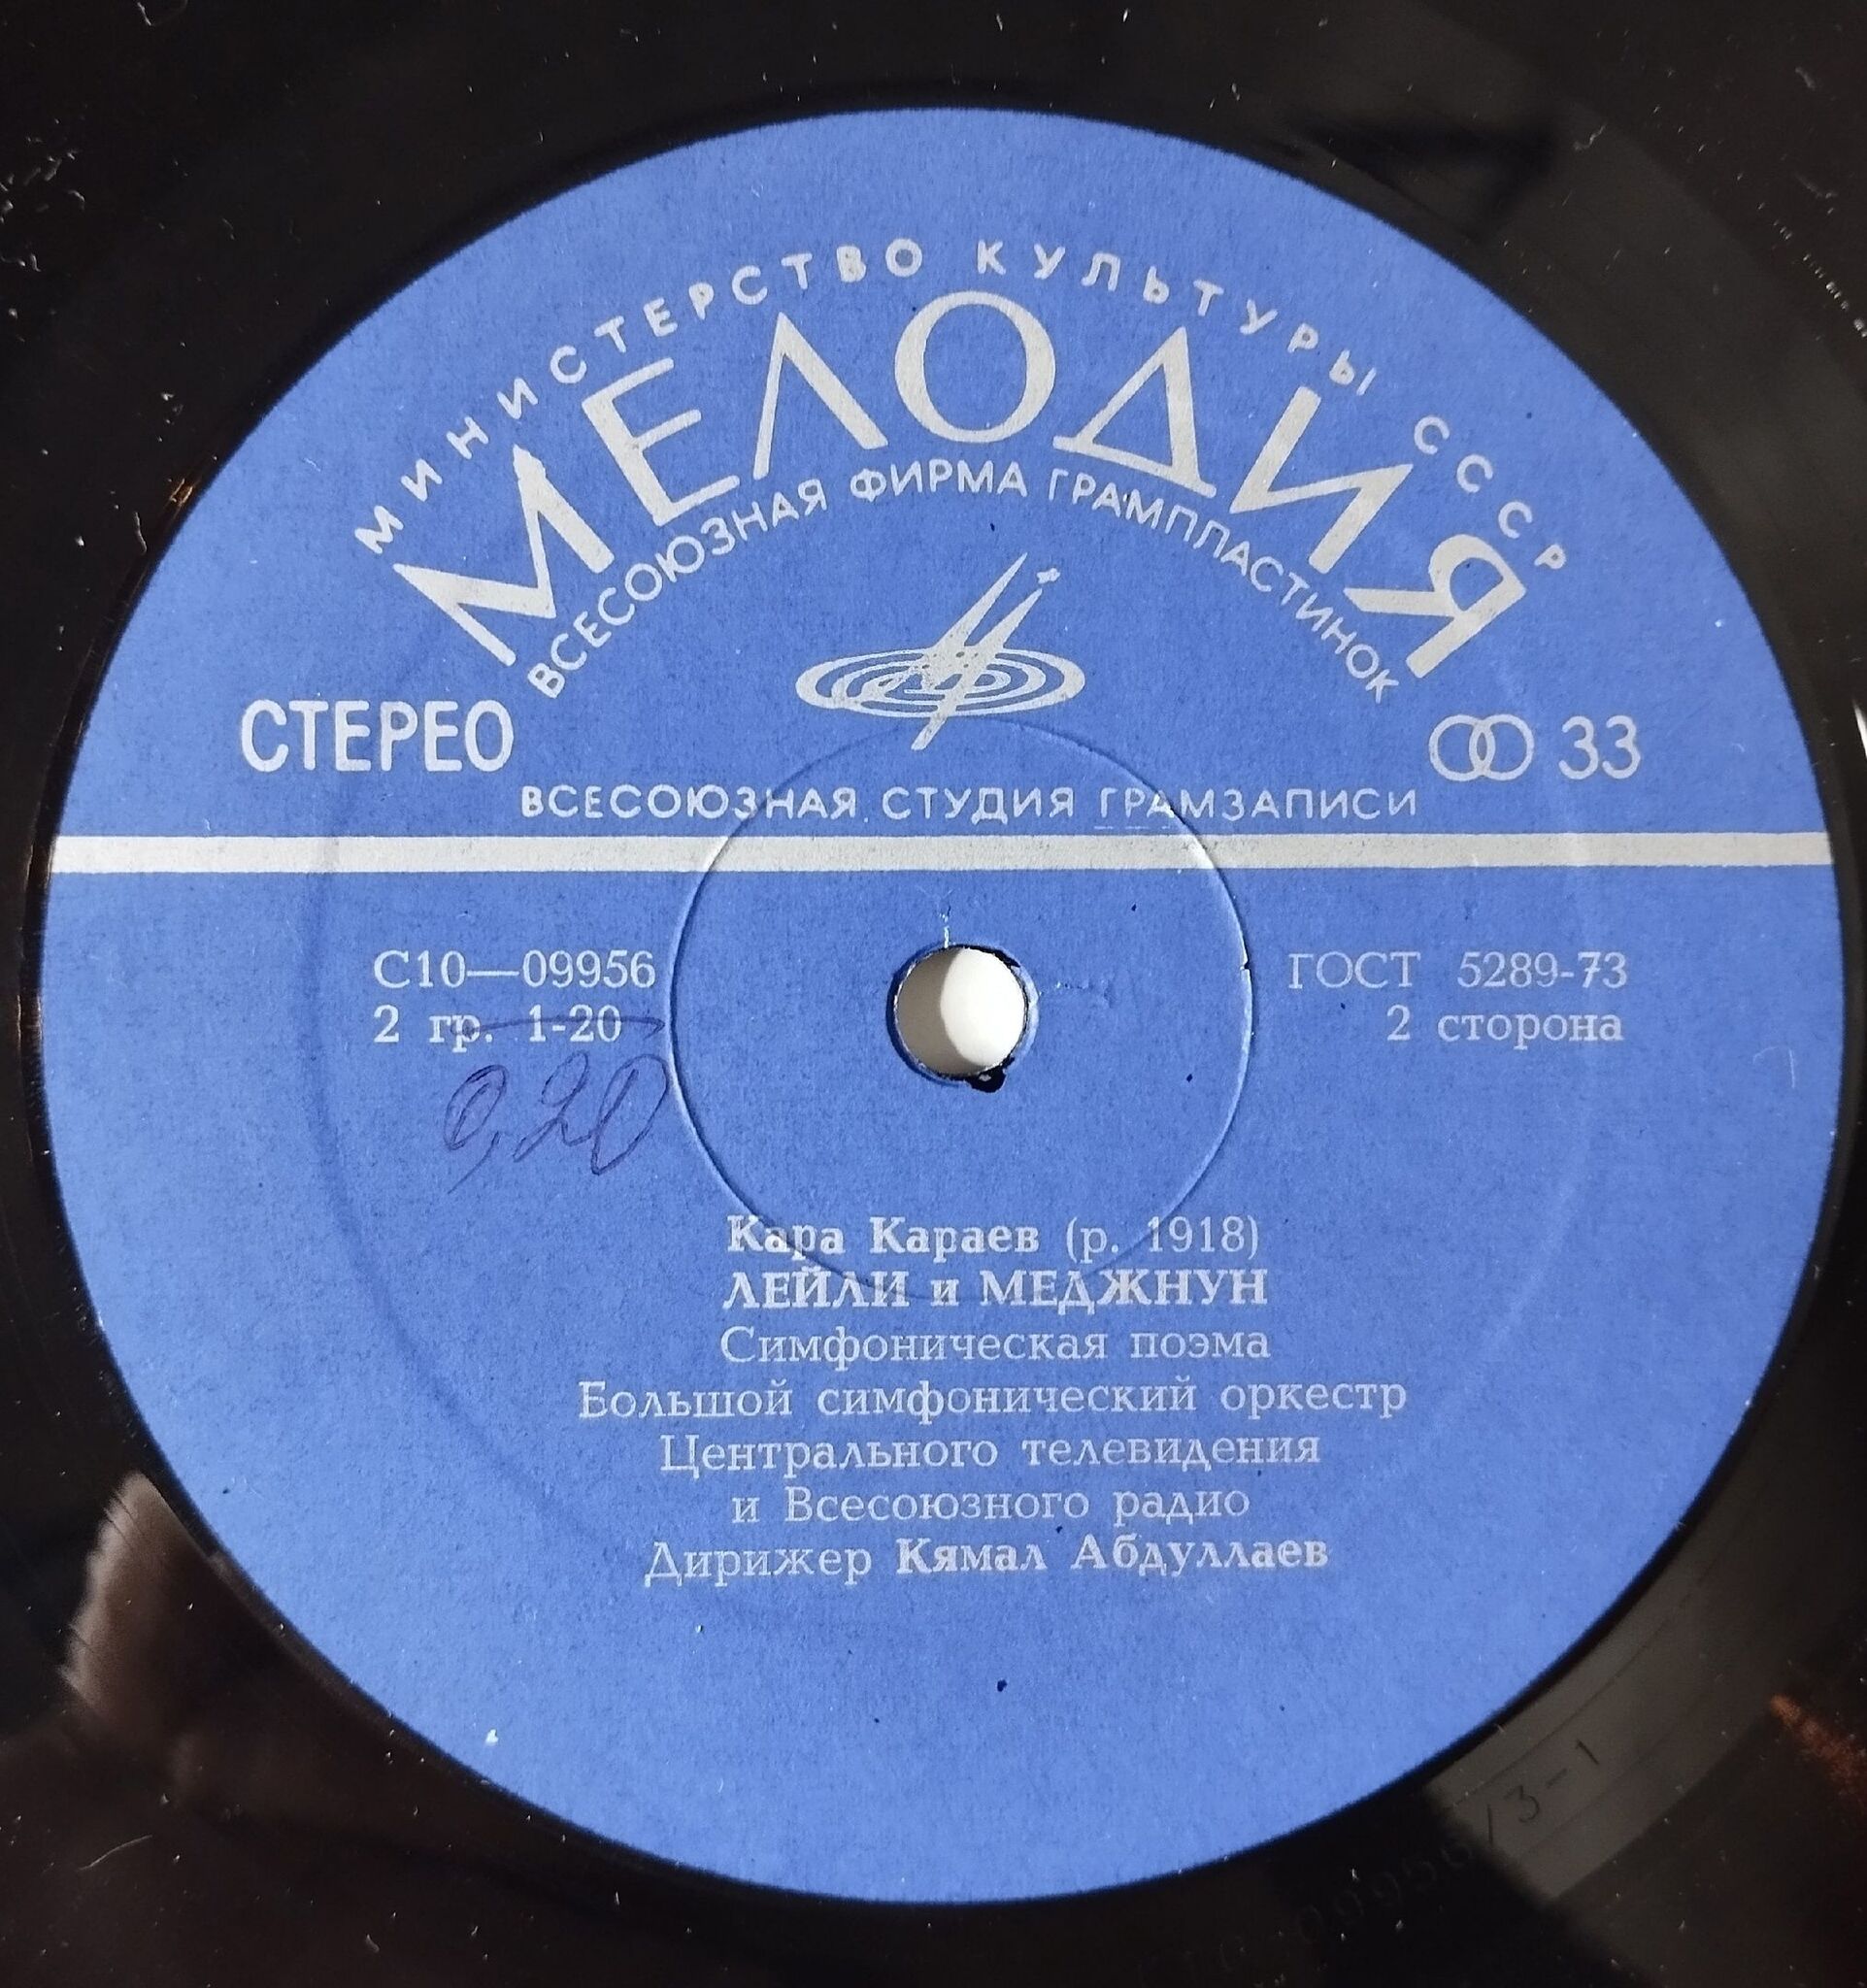 МИНИСТЕРСТВО КУЛЬТУРЫ СССР
МЕЛОДИЯ
ВСЕСОЮЗНАЯ ФИРМА ГРАМПЛАСТИНОК
СТЕРЕО
33
ВСЕСОЮЗНАЯ СТУДИЯ ГРАМЗАПИСИ
С10—09956
ГОСТ 5289-73
2 гр. 1-20
2 сторона
0,20
Кара Караев (р. 1918)
ЛЕЙЛИ и МЕДЖНУН
Симфоническая поэма
Большой симфонический оркестр
Центрального телевидения
и Всесоюзного радио
Дирижер Кямал Абдуллаев